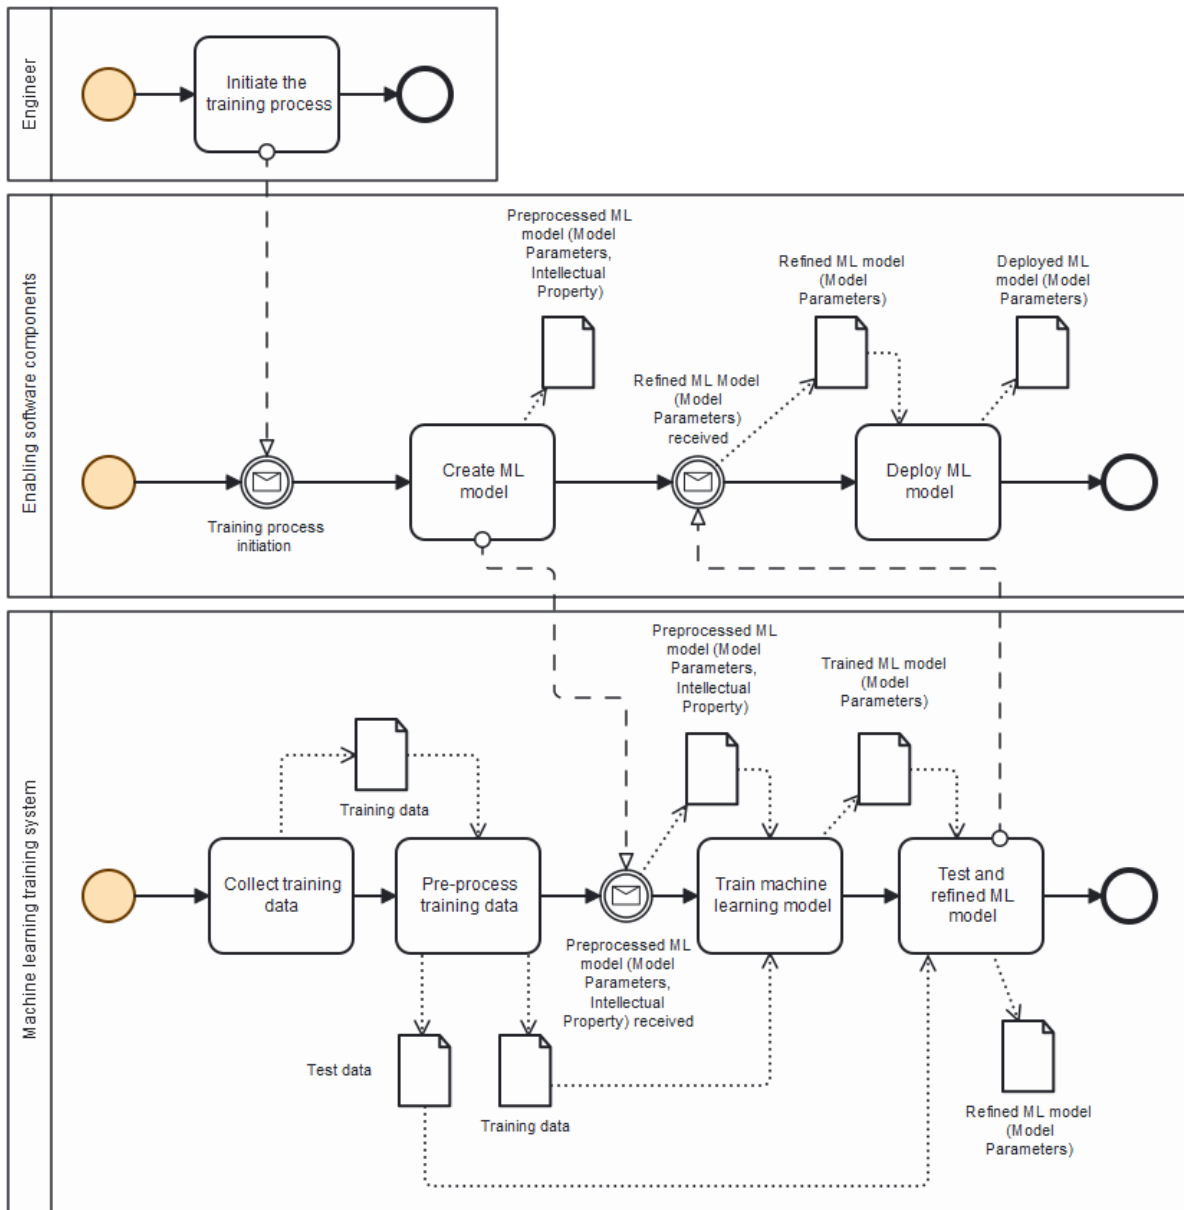 Engineer
Initiate the
training process
Enabling software components
Preprocessed ML
model (Model
Parameters,
Intellectual
Property)
Refined ML model
(Model
Parameters)
Deployed ML
model (Model
Parameters)
Refined ML Model
(Model
Parameters)
received
Training process
initiation
Create ML
model
Deploy ML
model
Machine learning training system
Preprocessed ML
model (Model
Parameters,
Intellectual
Property)
Trained ML model
(Model
Parameters)
Training data
Collect training
data
Pre-process
training data
Preprocessed ML
model (Model
Parameters,
Intellectual
Property) received
Train machine
learning model
Test and
refined ML
model
Test data
Training data
Refined ML model
(Model
Parameters)